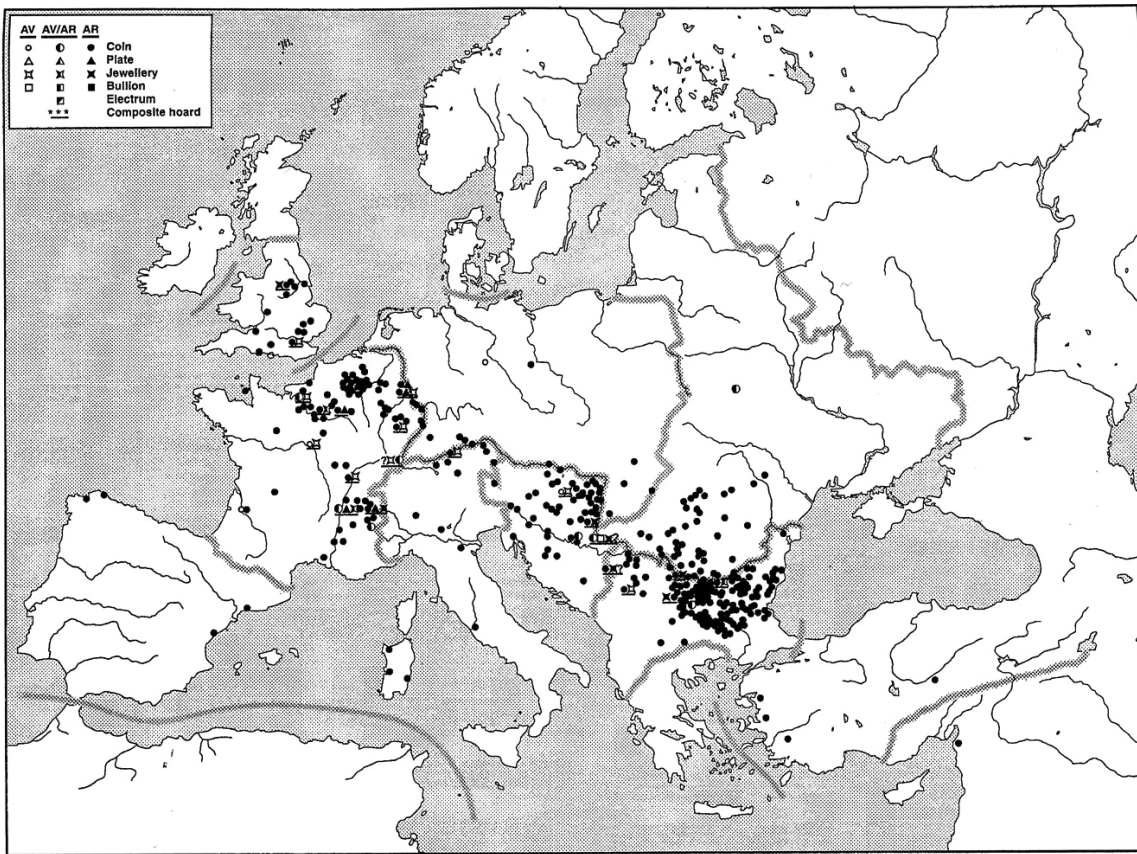 AV AV/AR AR
Coin
Plate
Jewellery
Bullion
Electrum
*** Composite hoard
?
?